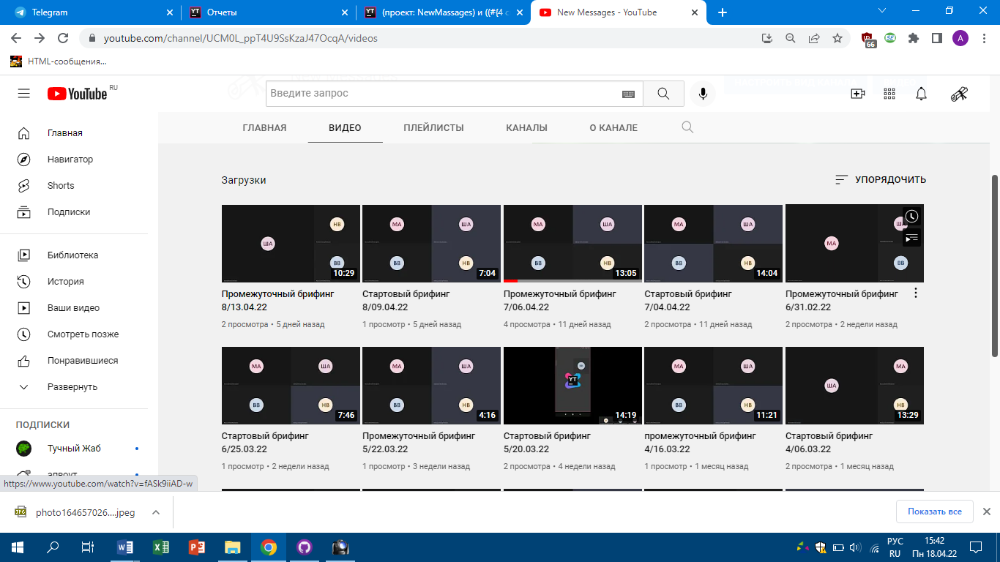 Telegram
Отчеты
(проект: NewMassages) и ((#{4 с
New Messages - YouTube
youtube.com/channel/UCM0L_ppT4U9SsKzaJ47OcqA/videos
66
A
HTML-сообщения...
YouTube RU
Введите запрос
Главная
Навигатор
Shorts
Подписки
Библиотека
История
Ваши видео
Смотреть позже
Понравившиеся
Развернуть
ПОДПИСКИ
Тучный Жаб
ГЛАВНАЯ
ВИДЕО
ПЛЕЙЛИСТЫ
КАНАЛЫ
О КАНАЛЕ
Загрузки
УПОРЯДОЧИТЬ
ША НВ ВВ 10:29
МА ША ВВ НВ 7:04
МА ША ВВ НВ 13:05
МА ША ВВ НВ 14:04
МА ВВ
Промежуточный брифинг
8/13.04.22
2 просмотра • 5 дней назад
Стартовый брифинг
8/09.04.22
1 просмотр • 5 дней назад
Промежуточный брифинг
7/06.04.22
4 просмотра • 11 дней назад
Стартовый брифинг
7/04.04.22
2 просмотра • 11 дней назад
Промежуточный брифинг
6/31.02.22
2 просмотра • 2 недели назад
МА ША ВВ НВ 7:46
МА ША ВВ НВ 4:16
YT 14:19
МА ША ВВ НВ 11:21
ША МА НВ 13:29
Стартовый брифинг
6/25.03.22
1 просмотр • 2 недели назад
Промежуточный брифинг
5/22.03.22
1 просмотр • 3 недели назад
Стартовый брифинг
5/20.03.22
2 просмотра • 4 недели назад
промежуточный брифинг
4/16.03.22
1 просмотр • 1 месяц назад
Стартовый брифинг
4/06.03.22
2 просмотра • 1 месяц назад
https://www.youtube.com/watch?v=fASk9iiAD-w
photo164657026....jpeg
Показать все
РУС
RU
15:42
Пн 18.04.22